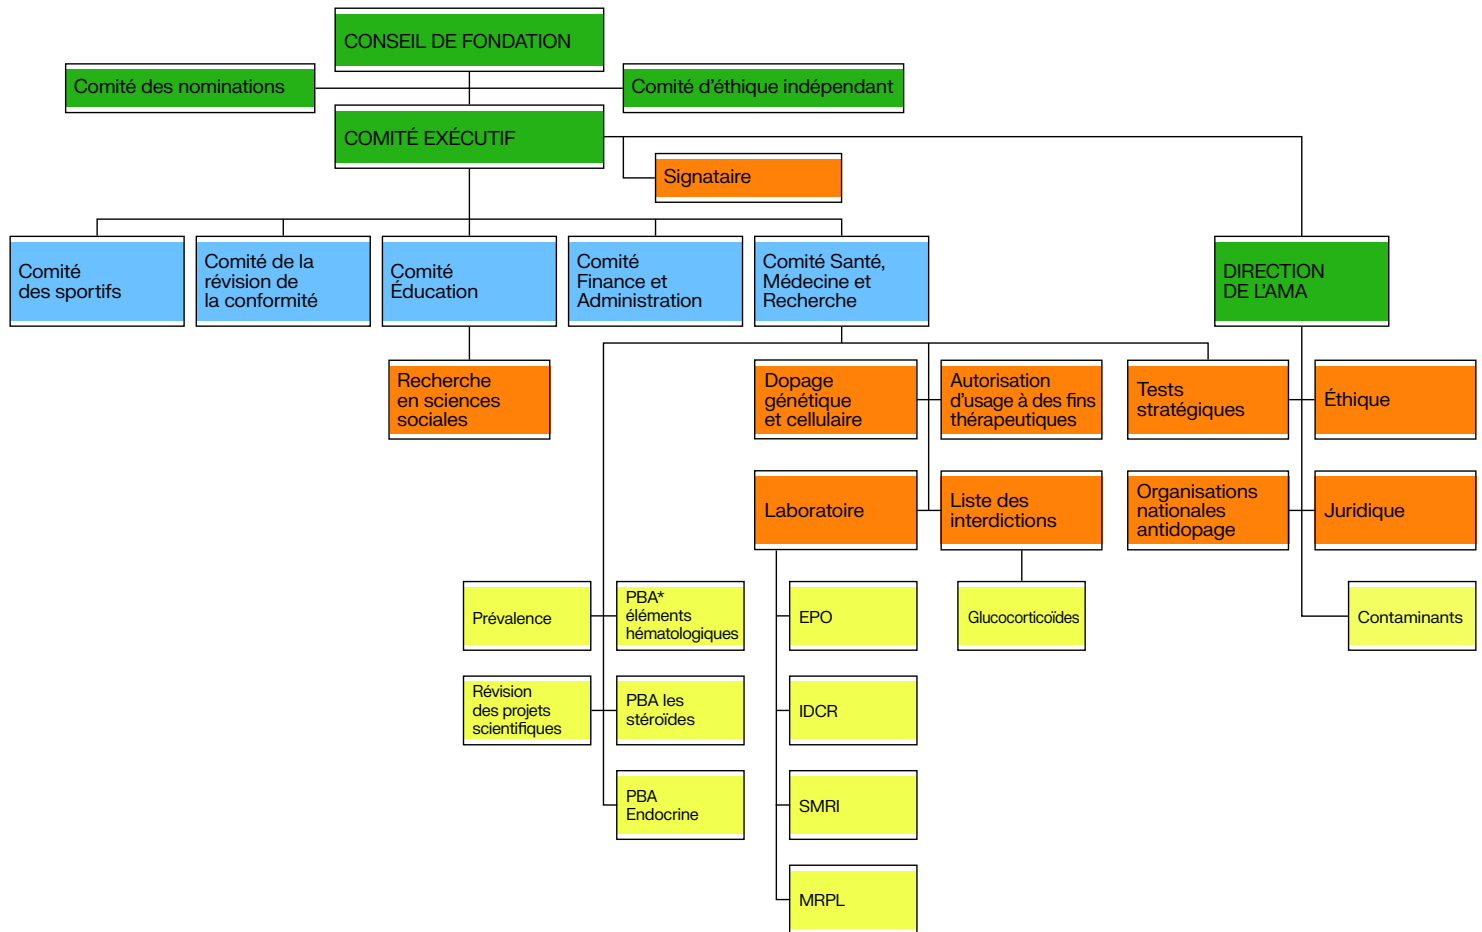 CONSEIL DE FONDATION
Comité des nominations
Comité d'éthique indépendant
COMITÉ EXÉCUTIF
Signataire
Comité
des sportifs
Comité de la
révision de
la conformité
Comité
Éducation
Comité
Finance et
Administration
Comité Santé,
Médecine et
Recherche
DIRECTION
DE L'AMA
Recherche
en sciences
sociales
Dopage
génétique
et cellulaire
Autorisation
d'usage à des fins
thérapeutiques
Tests
stratégiques
Éthique
Laboratoire
Liste des
interdictions
Organisations
nationales
antidopage
Juridique
Prévalence
PBA*
éléments
hématologiques
EPO
Glucocorticoïdes
Contaminants
Révision
des projets
scientifiques
PBA les
stéroïdes
IDCR
PBA
Endocrine
SMRI
MRPL